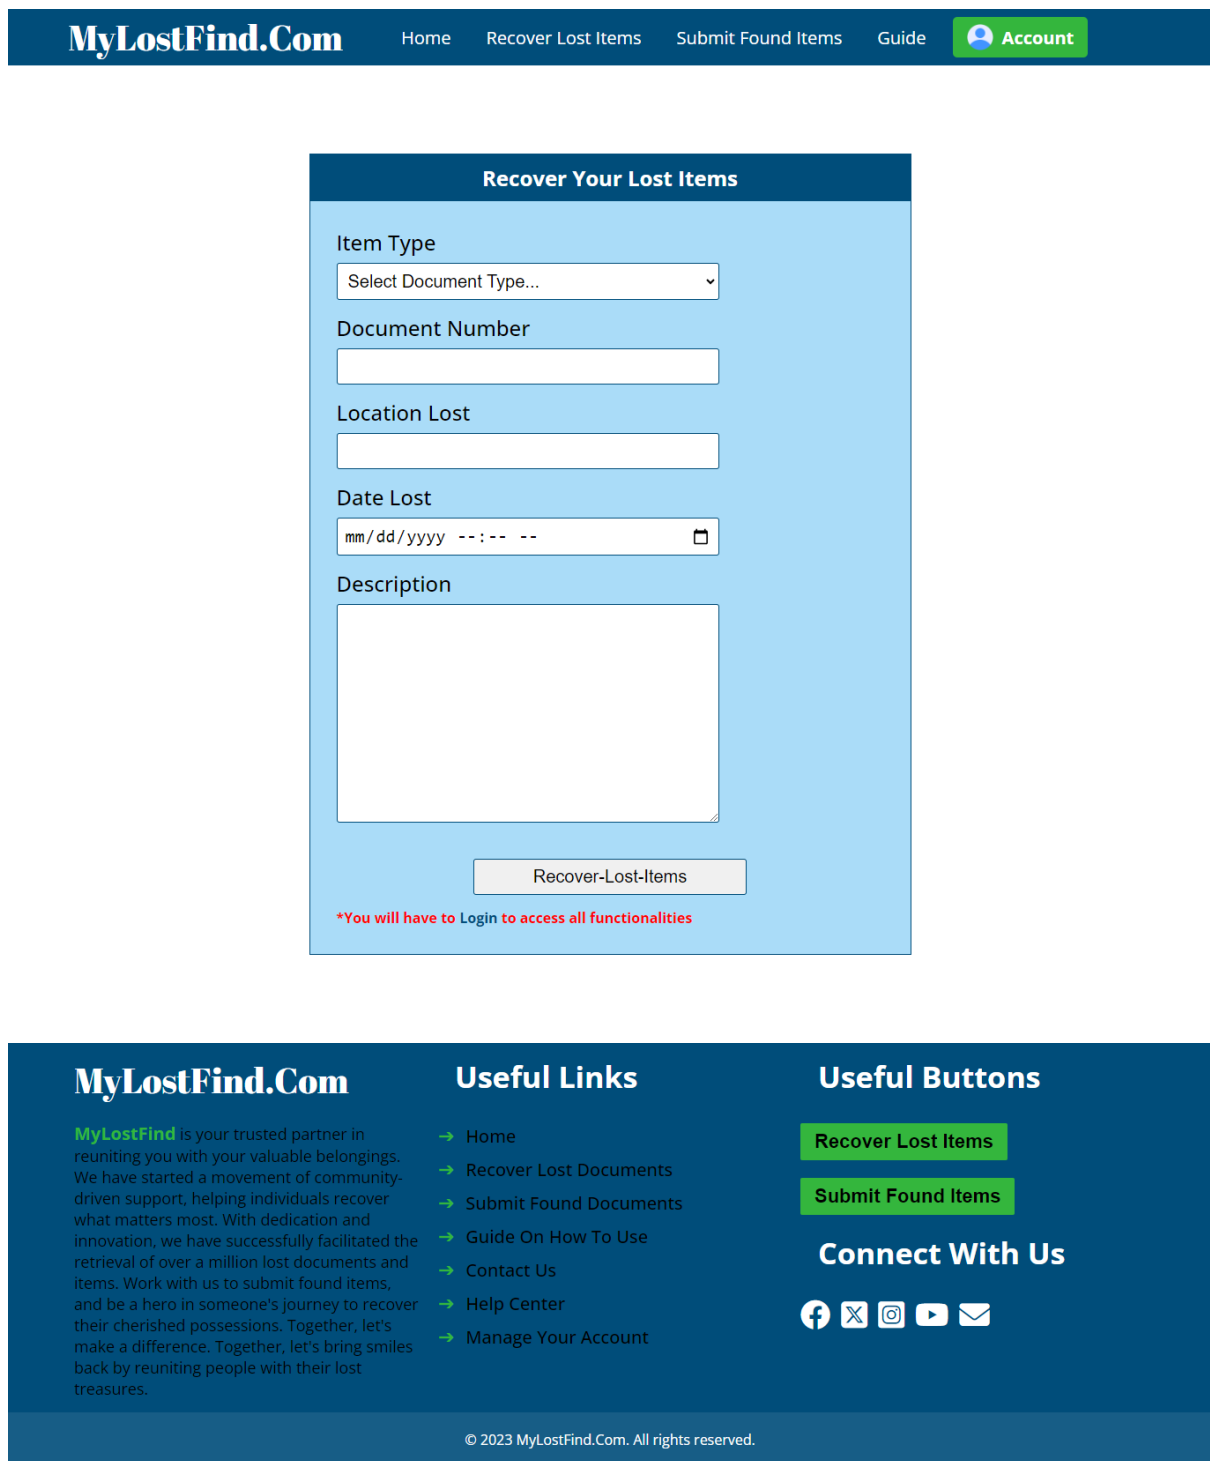 MyLostFind.Com
Home
Recover Lost Items
Submit Found Items
Guide
Account
Recover Your Lost Items
Item Type
Select Document Type...
Document Number
Location Lost
Date Lost
mm/dd/yyyy --:-- --
Description
Recover-Lost-Items
*You will have to Login to access all functionalities
MyLostFind.Com
MyLostFind is your trusted partner in
reuniting you with your valuable belongings.
We have started a movement of community-
driven support, helping individuals recover
what matters most. With dedication and
innovation, we have successfully facilitated the
retrieval of over a million lost documents and
items. Work with us to submit found items,
and be a hero in someone's journey to recover
their cherished possessions. Together, let's
make a difference. Together, let's bring smiles
back by reuniting people with their lost
treasures.
Useful Links
Home
Recover Lost Documents
Submit Found Documents
Guide On How To Use
Contact Us
Help Center
Manage Your Account
Useful Buttons
Recover Lost Items
Submit Found Items
Connect With Us
© 2023 MyLostFind.Com. All rights reserved.